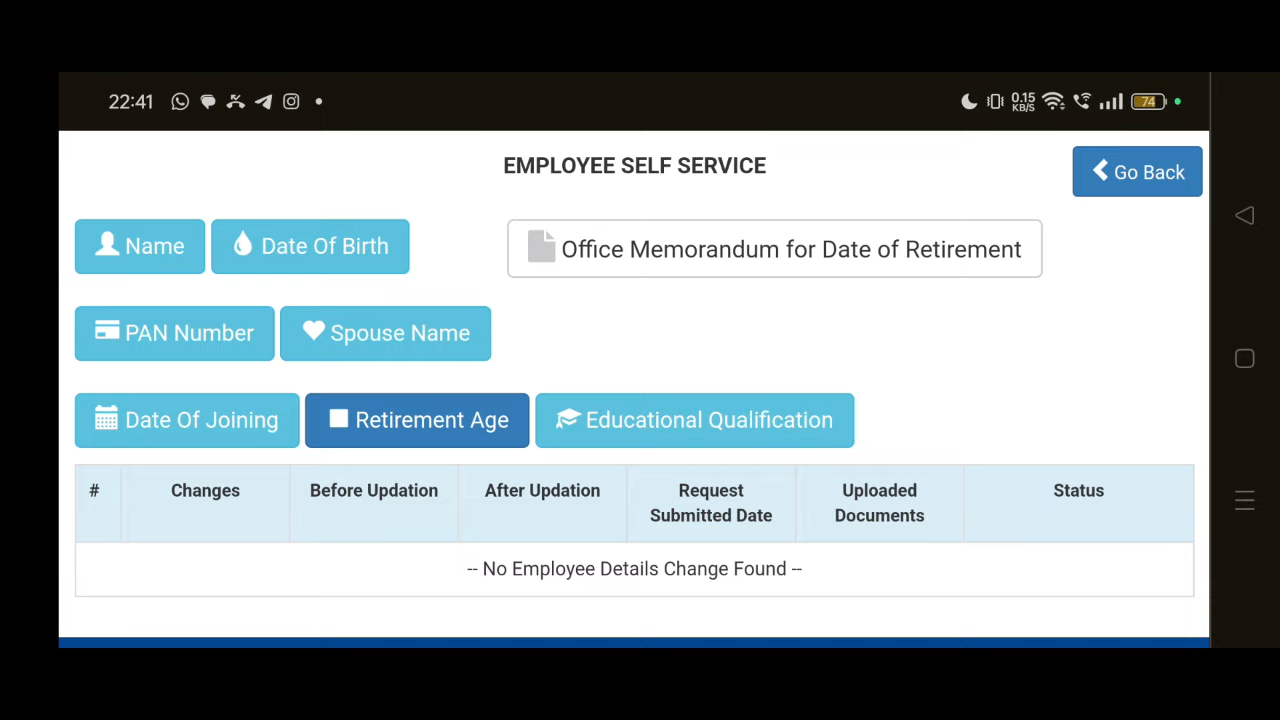 22:41
0.15
KB/S
74
EMPLOYEE SELF SERVICE
Go Back
Name
Date Of Birth
Office Memorandum for Date of Retirement
PAN Number
Spouse Name
Date Of Joining
Retirement Age
Educational Qualification
# Changes Before Updation After Updation Request Submitted Date Uploaded Documents Status
-- No Employee Details Change Found --